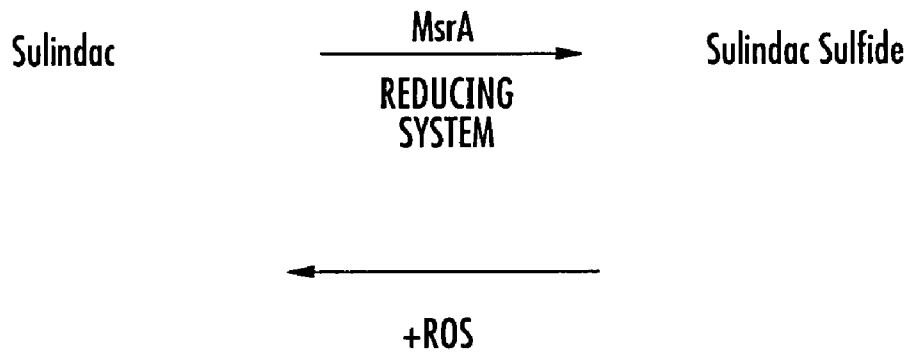 MsrA
Sulindac
Sulindac Sulfide
REDUCING
SYSTEM
+ROS